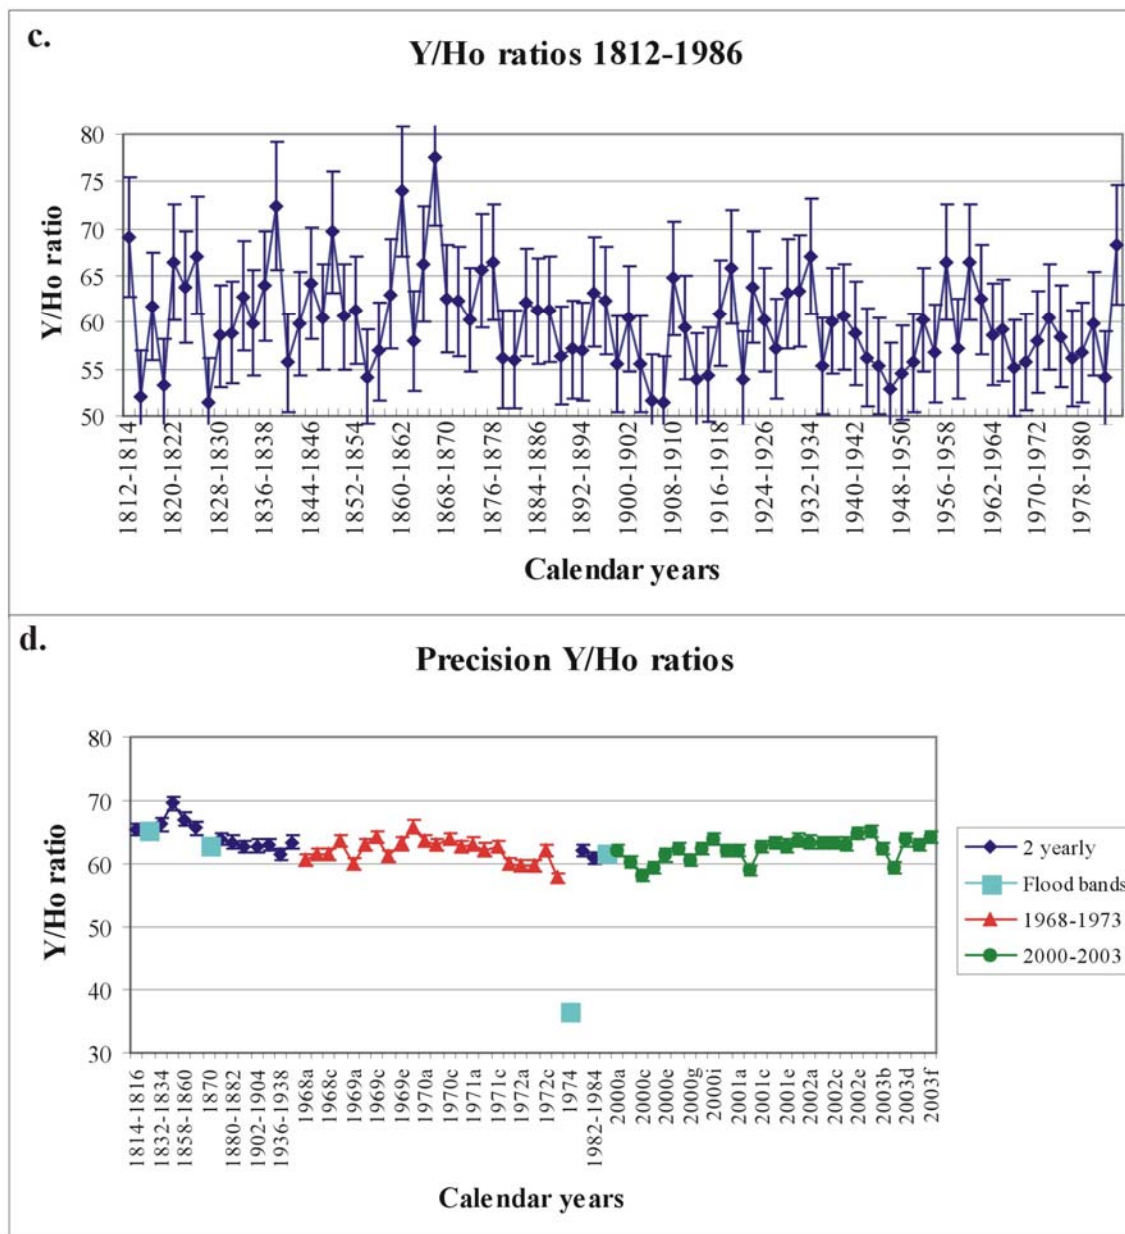 c.
Y/Ho ratios 1812-1986
80
75
70
65
60
55
50
Y/Ho ratio
1812-1814
1820-1822
1828-1830
1836-1838
1844-1846
1852-1854
1860-1862
1868-1870
1876-1878
1884-1886
1892-1894
1900-1902
1908-1910
1916-1918
1924-1926
1932-1934
1940-1942
1948-1950
1956-1958
1962-1964
1970-1972
1978-1980
Calendar years
d.
Precision Y/Ho ratios
80
70
60
50
40
30
Y/Ho ratio
1814-1816
1832-1834
1858-1860
1870
1880-1882
1902-1904
1936-1938
1968a
1968c
1969a
1969c
1969e
1970a
1970c
1971a
1971c
1972a
1972c
1974
1982-1984
2000a
2000c
2000e
2000g
2000i
2001a
2001c
2001e
2002a
2002c
2002e
2003b
2003d
2003f
Calendar years
2 yearly
Flood bands
1968-1973
2000-2003